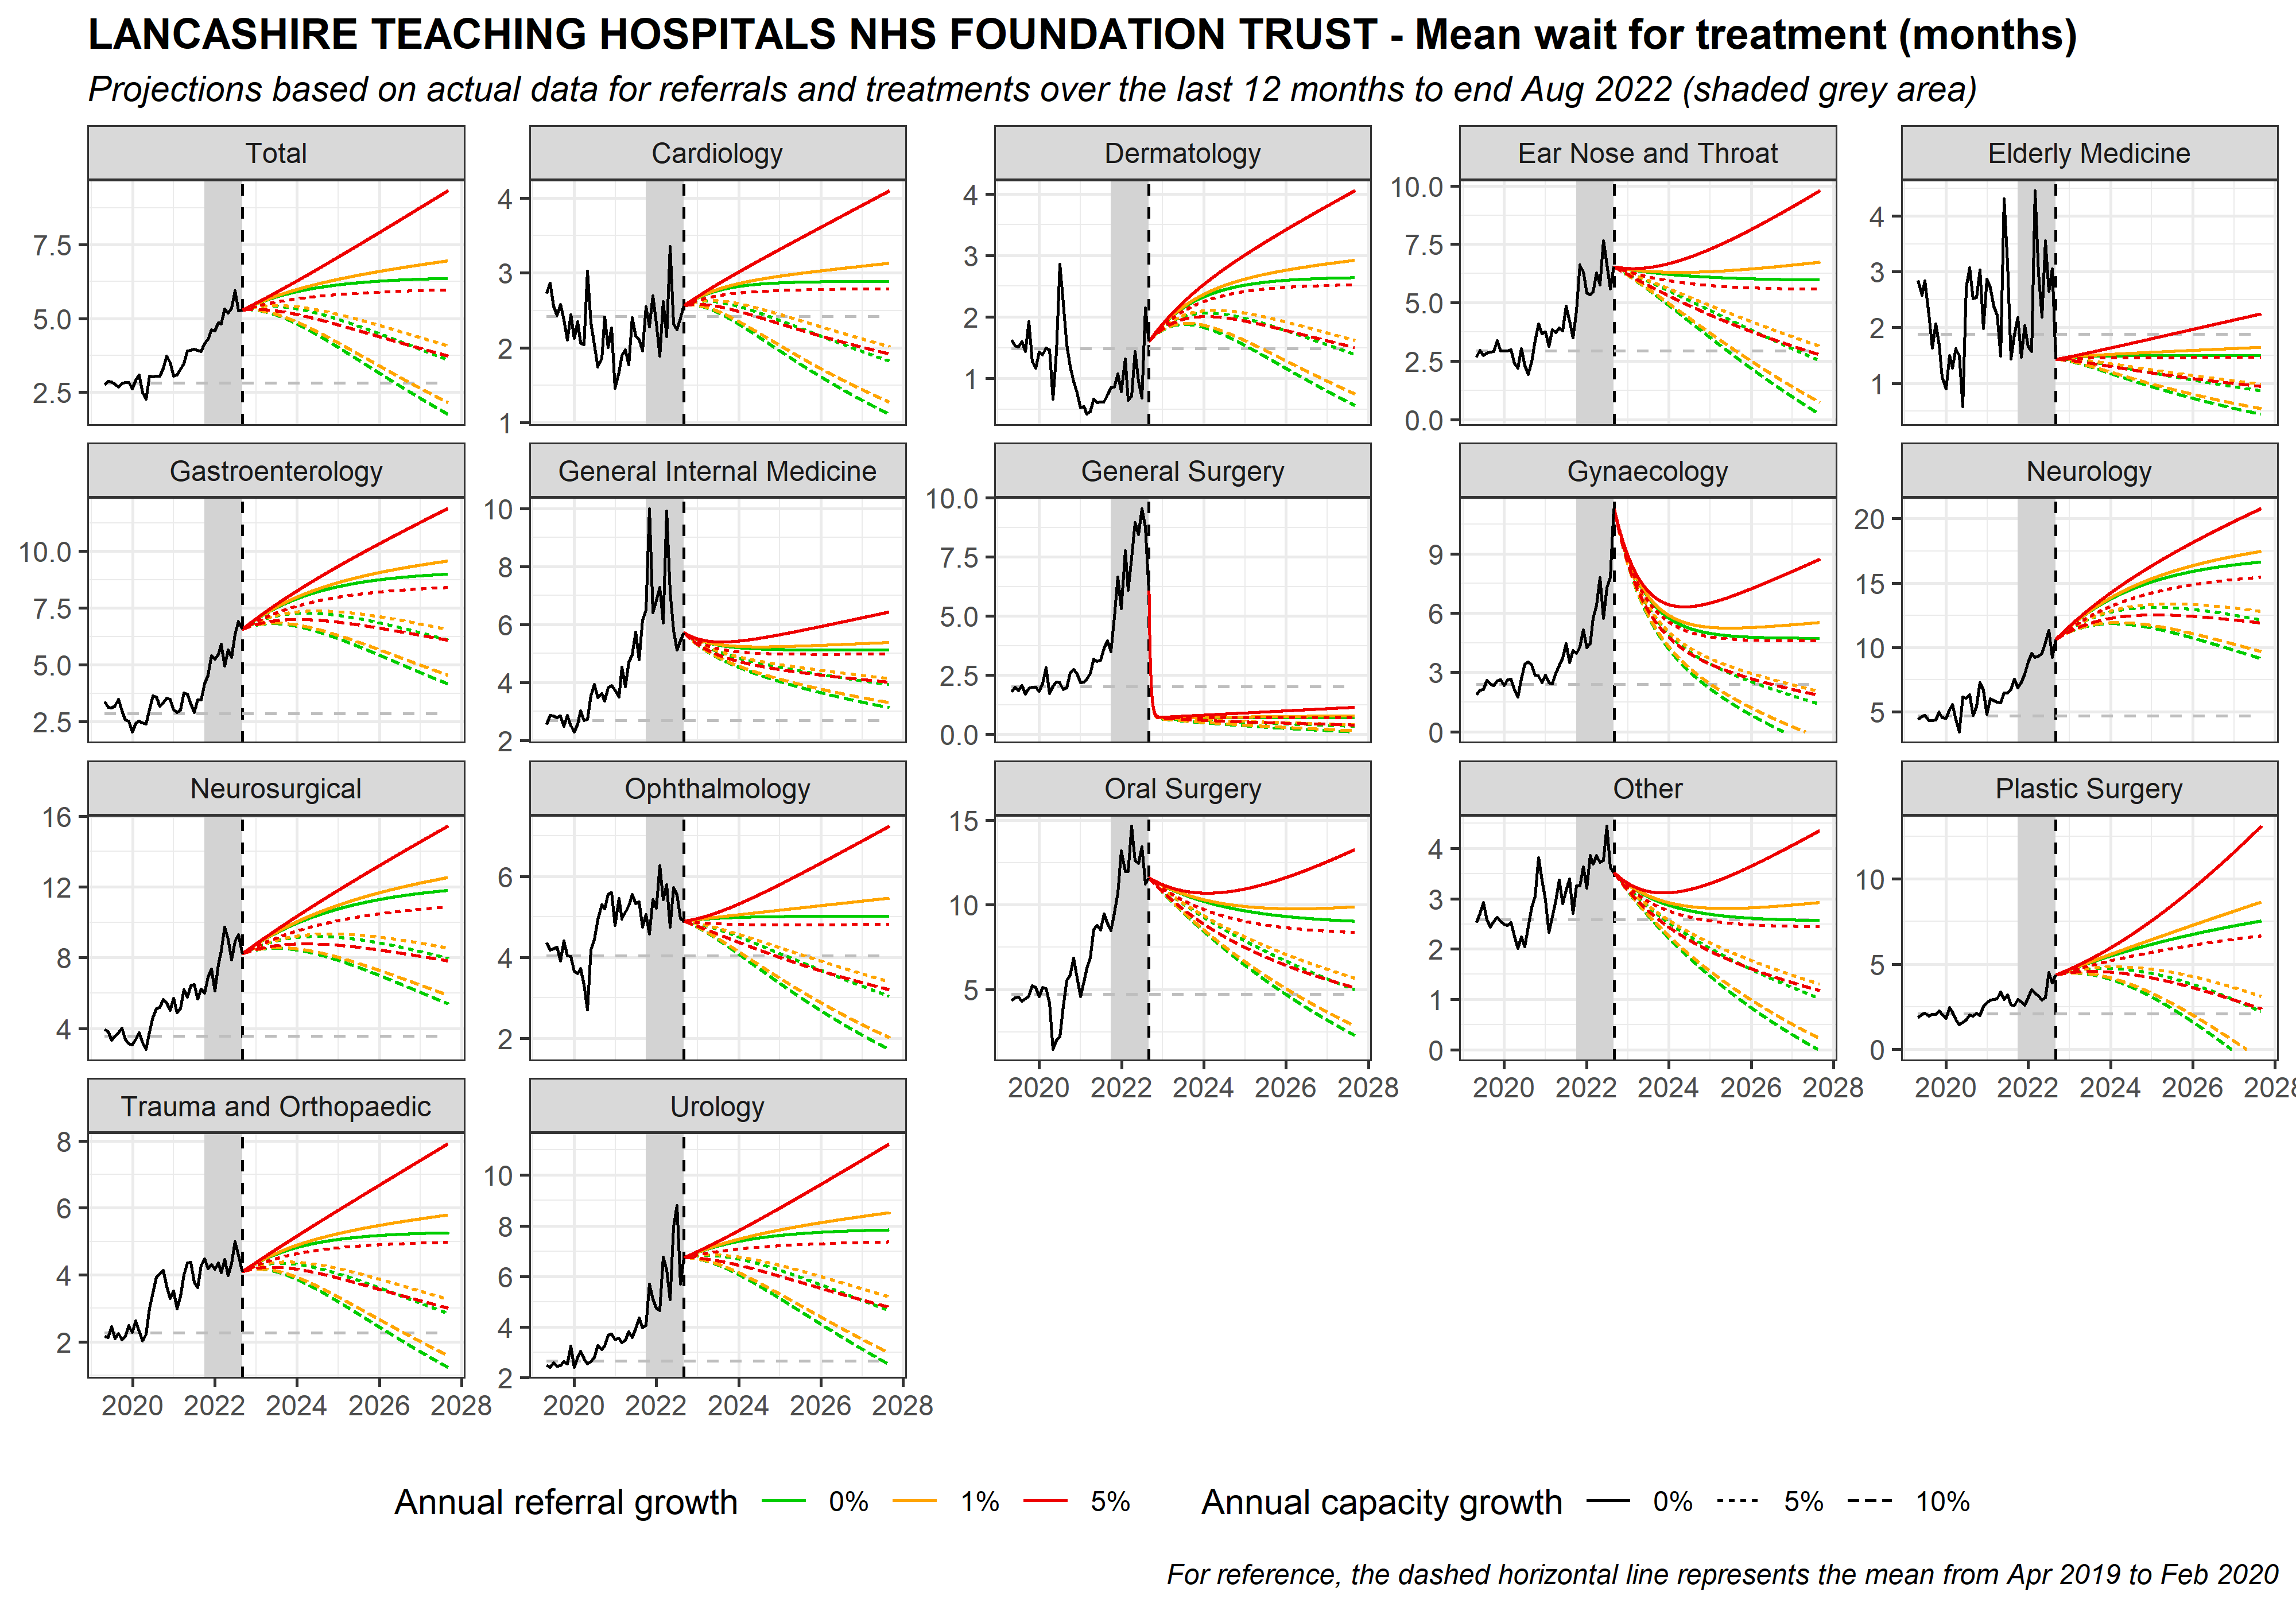 LANCASHIRE TEACHING HOSPITALS NHS FOUNDATION TRUST - Mean wait for treatment (months)
Projections based on actual data for referrals and treatments over the last 12 months to end Aug 2022 (shaded grey area)
Total Cardiology Dermatology Ear Nose and Throat Elderly Medicine
7.5 5.0 2.5
4 3 2 1
4 3 2 1
10.0 7.5 5.0 2.5 0.0
4 3 2 1
Gastroenterology General Internal Medicine General Surgery Gynaecology Neurology
10.0 7.5 5.0 2.5
10 8 6 4 2
10.0 7.5 5.0 2.5 0.0
9 6 3 0
20 15 10 5
Neurosurgical Ophthalmology Oral Surgery Other Plastic Surgery
16 12 8 4
6 4 2
15 10 5
4 3 2 1 0
10 5 0
2020 2022 2024 2026 2028 2020 2022 2024 2026 2028 2020 2022 2024 2026 2028
Trauma and Orthopaedic Urology
8 6 4 2
10 8 6 4 2
2020 2022 2024 2026 2028 2020 2022 2024 2026 2028
Annual referral growth 0% 1% 5% Annual capacity growth 0% 5% 10%
For reference, the dashed horizontal line represents the mean from Apr 2019 to Feb 2020